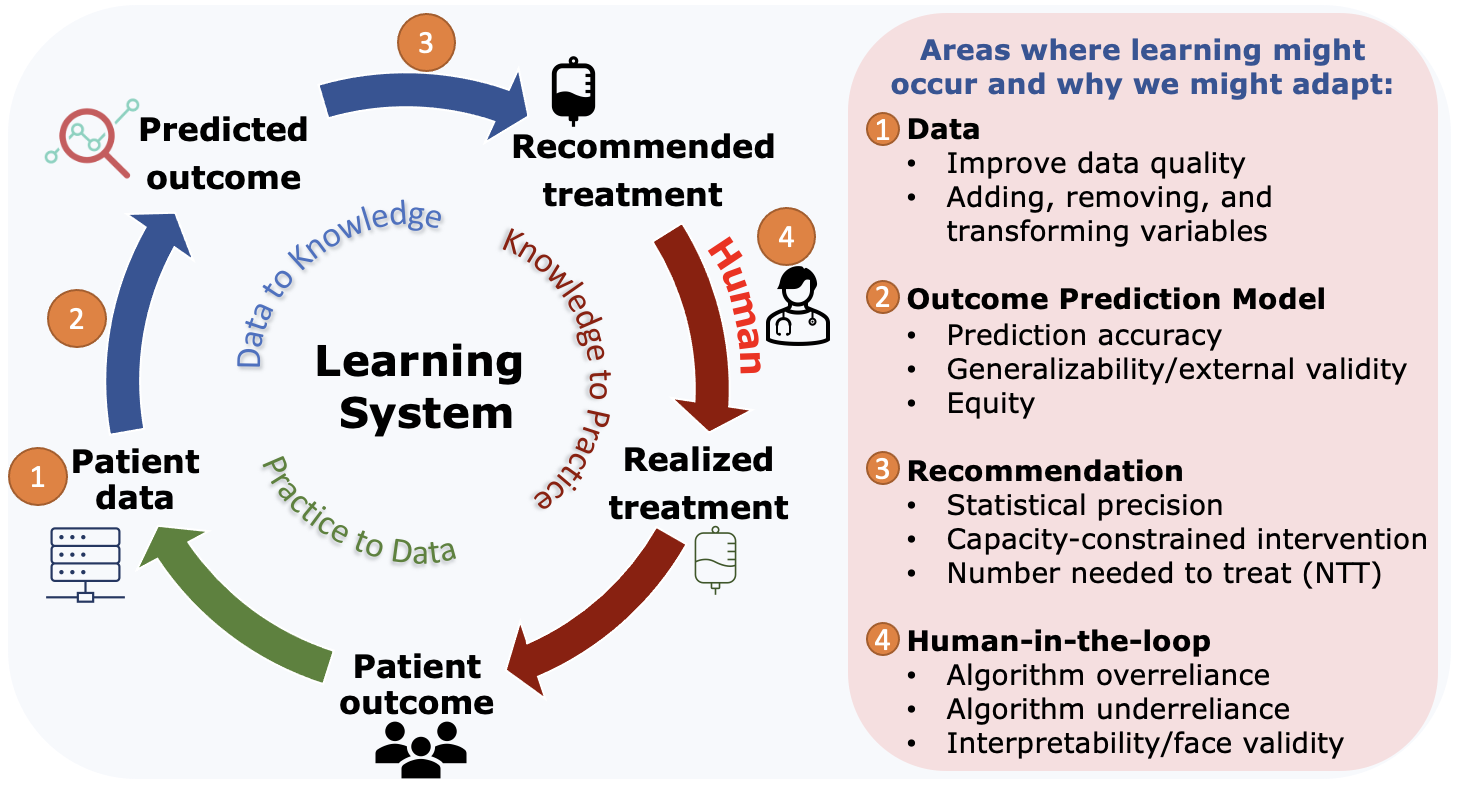 3
Predicted
outcome
Recommended
treatment
4
Human
2
Data to Knowledge
Knowledge to Practice
Learning
System
1
Patient
data
Realized
treatment
Practice to Data
Patient
outcome
Areas where learning might
occur and why we might adapt:
1 Data
• Improve data quality
• Adding, removing, and
transforming variables
2 Outcome Prediction Model
• Prediction accuracy
• Generalizability/external validity
• Equity
3 Recommendation
• Statistical precision
• Capacity-constrained intervention
• Number needed to treat (NTT)
4 Human-in-the-loop
• Algorithm overreliance
• Algorithm underreliance
• Interpretability/face validity